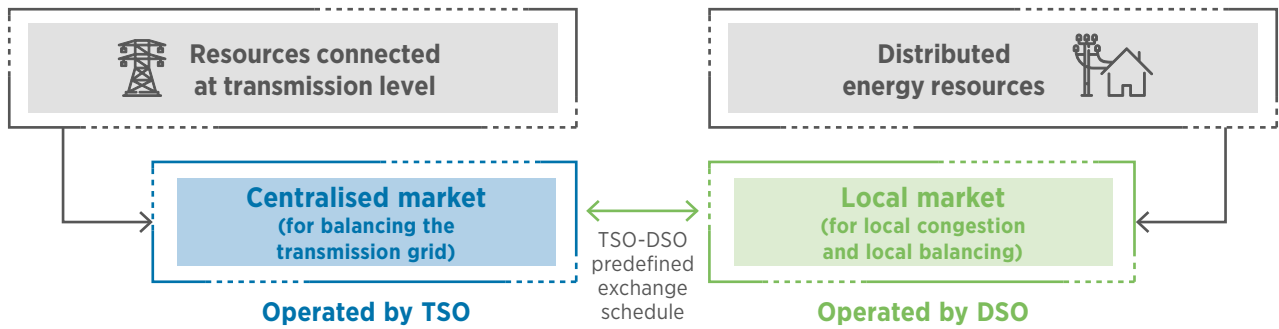 Resources connected
at transmission level
Distributed
energy resources
Centralised market
(for balancing the
transmission grid)
Operated by TSO
TSO-DSO
predefined
exchange
schedule
Local market
(for local congestion
and local balancing)
Operated by DSO